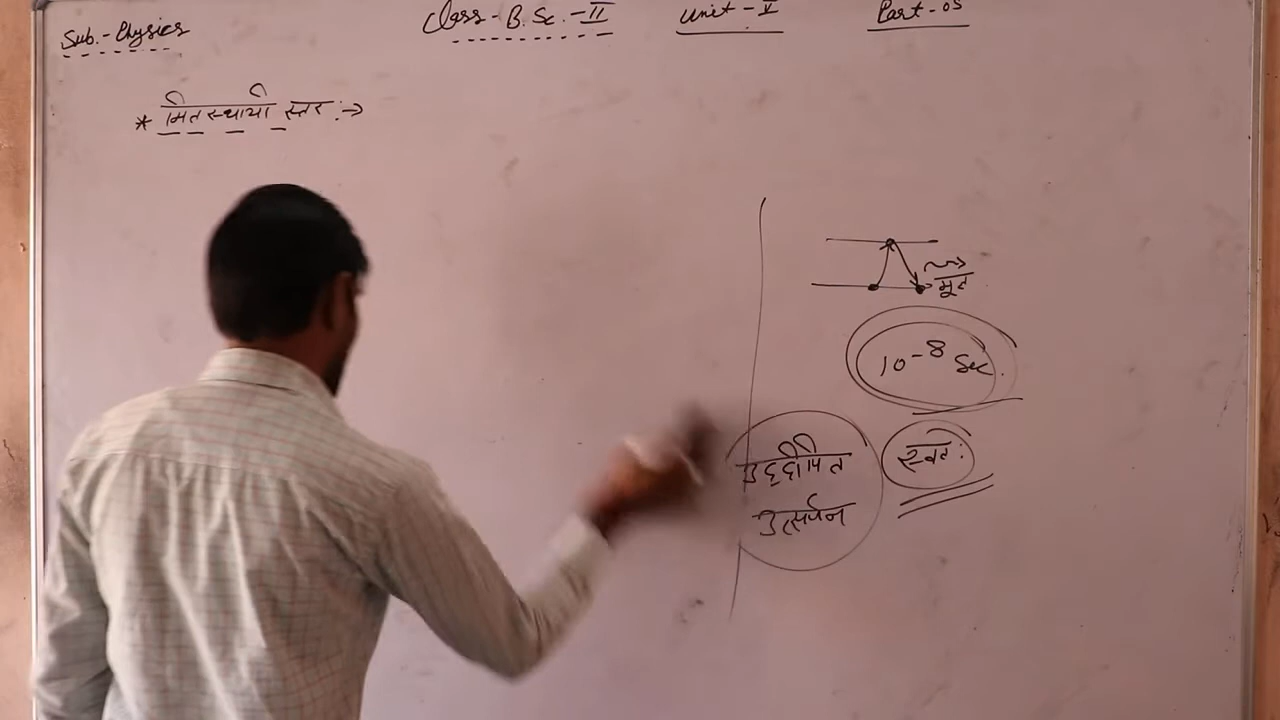 Sub.- Physics
Class- B.Sc.-II
Unit - V
Part-05
* मितस्थायी स्तर :→
मूल
10-8 Sec.
उद्दीपित
उत्सर्जन
स्वत: